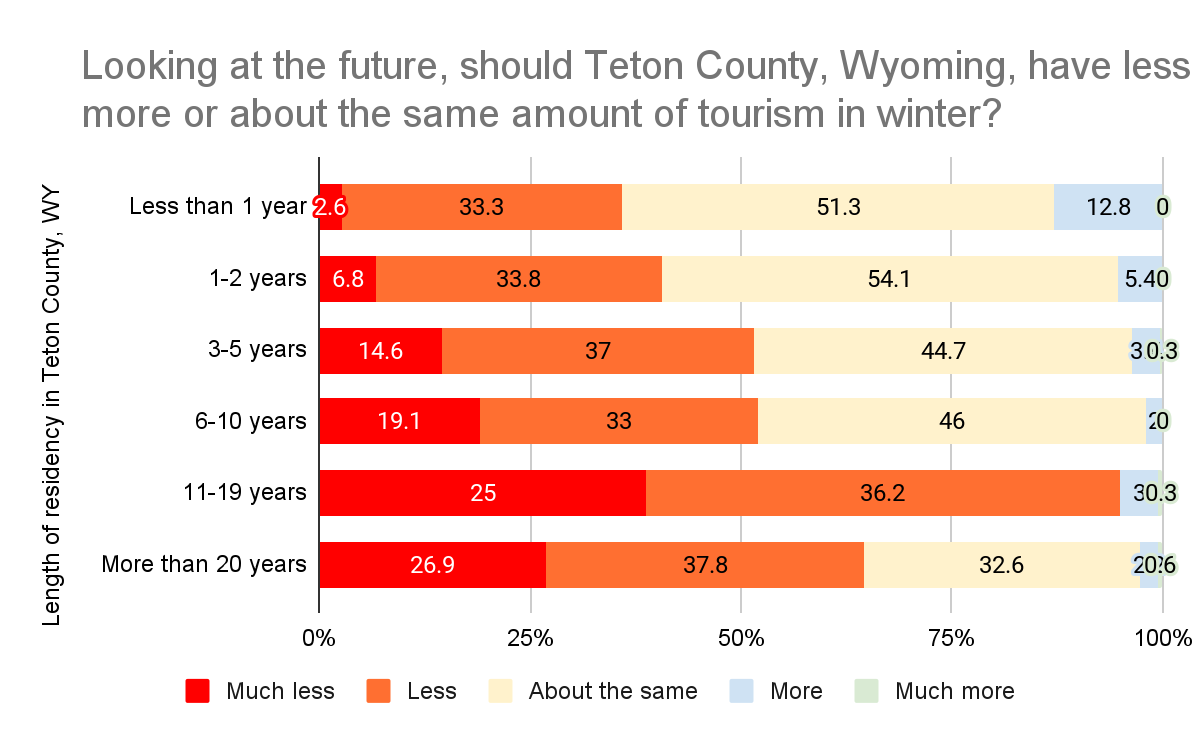 Looking at the future, should Teton County, Wyoming, have less
more or about the same amount of tourism in winter?
Length of residency in Teton County, WY
Less than 1 year 2.6 33.3 51.3 12.8 0
1-2 years 6.8 33.8 54.1 5.4 0
3-5 years 14.6 37 44.7 0.3
6-10 years 19.1 33 46 2 0
11-19 years 25 36.2 3 0.3
More than 20 years 26.9 37.8 32.6
0% 25% 50% 75% 100%
Much less Less About the same More Much more